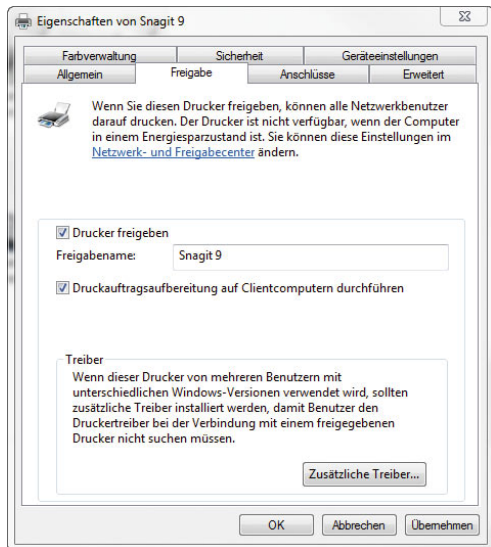 Eigenschaften von Snagit 9
Farbverwaltung Sicherheit Geräteeinstellungen
Allgemein Freigabe Anschlüsse Erweitert
Wenn Sie diesen Drucker freigeben, können alle Netzwerkbenutzer
darauf drucken. Der Drucker ist nicht verfügbar, wenn der Computer
in einem Energiesparzustand ist. Sie können diese Einstellungen im
Netzwerk- und Freigabecenter ändern.
Drucker freigeben
Freigabename: Snagit 9
Druckauftragsaufbereitung auf Clientcomputern durchführen
Treiber
Wenn dieser Drucker von mehreren Benutzern mit
unterschiedlichen Windows-Versionen verwendet wird, sollten
zusätzliche Treiber installiert werden, damit Benutzer den
Druckertreiber bei der Verbindung mit einem freigegebenen
Drucker nicht suchen müssen.
Zusätzliche Treiber...
OK Abbrechen Übernehmen